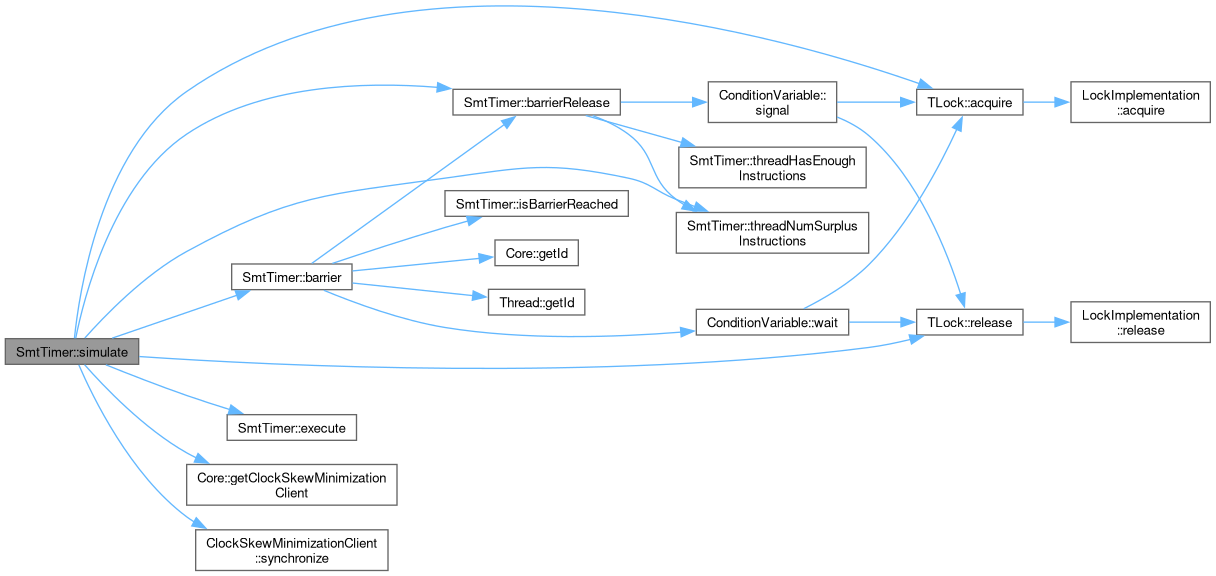 SmtTimer::simulate
SmtTimer::barrier
SmtTimer::execute
Core::getClockSkewMinimization
Client
ClockSkewMinimizationClient
::synchronize
SmtTimer::barrierRelease
SmtTimer::isBarrierReached
Core::getId
Thread::getId
ConditionVariable::
signal
SmtTimer::threadHasEnough
Instructions
SmtTimer::threadNumSurplus
Instructions
ConditionVariable::wait
TLock::acquire
TLock::release
LockImplementation
::acquire
LockImplementation
::release